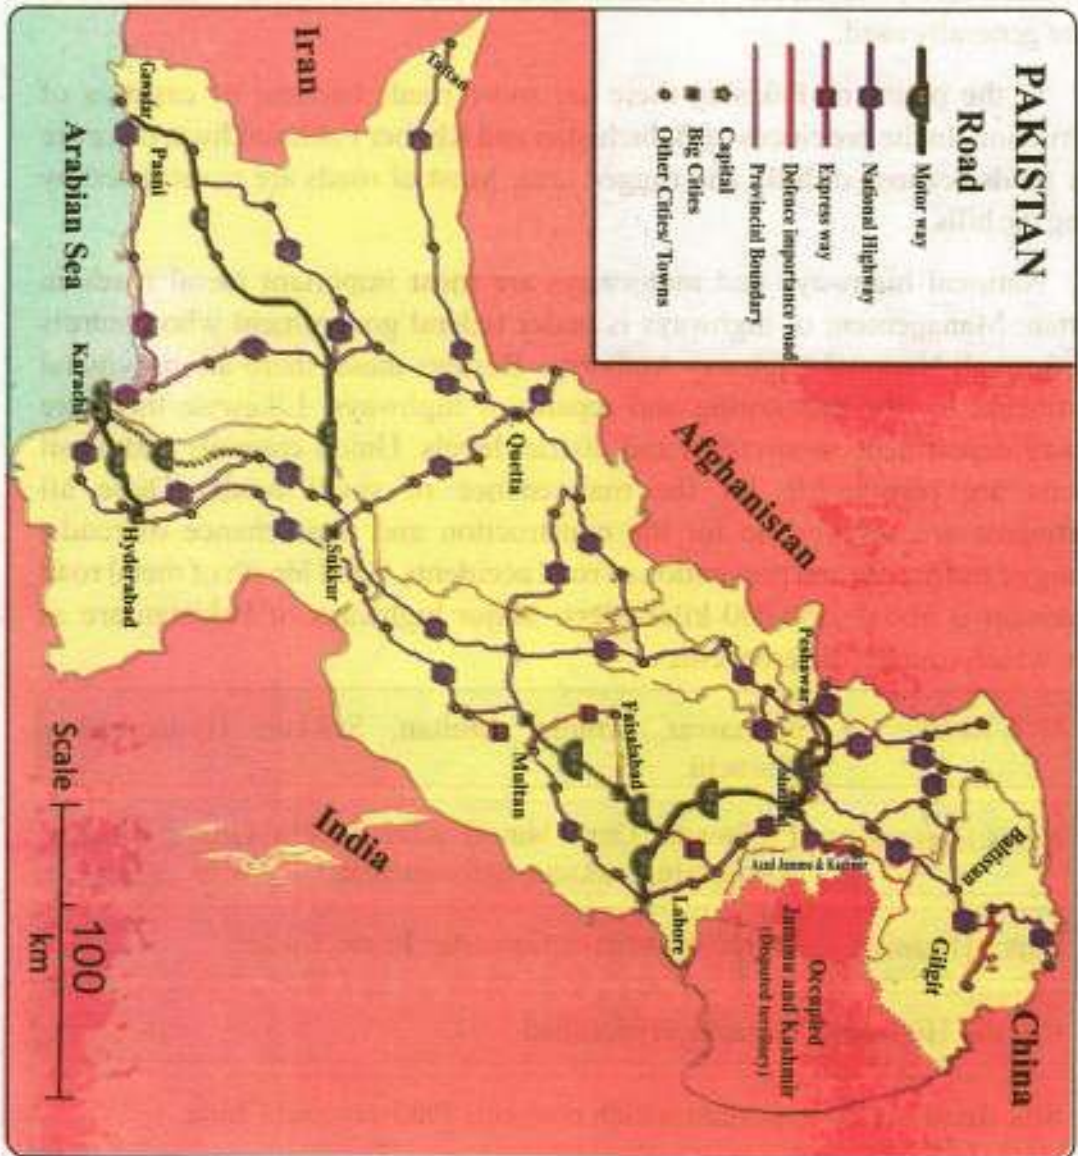 PAKISTAN
Road
Motor way
National Highway
Express way
Defence importance road
Provincial Boundary
Capital
Big Cities
Other Cities/ Towns
China
Gilgit
Baltistan
Occupied
Jammu and Kashmir
(Disputed territory)
Azad Jammu & Kashmir
Peshawar
Afghanistan
Lahore
Faisalabad
Multan
Quetta
Sukkur
India
Iran
Taftan
Gawadar
Pasni
Karachi
Hyderabad
Arabian Sea
Scale
100
km